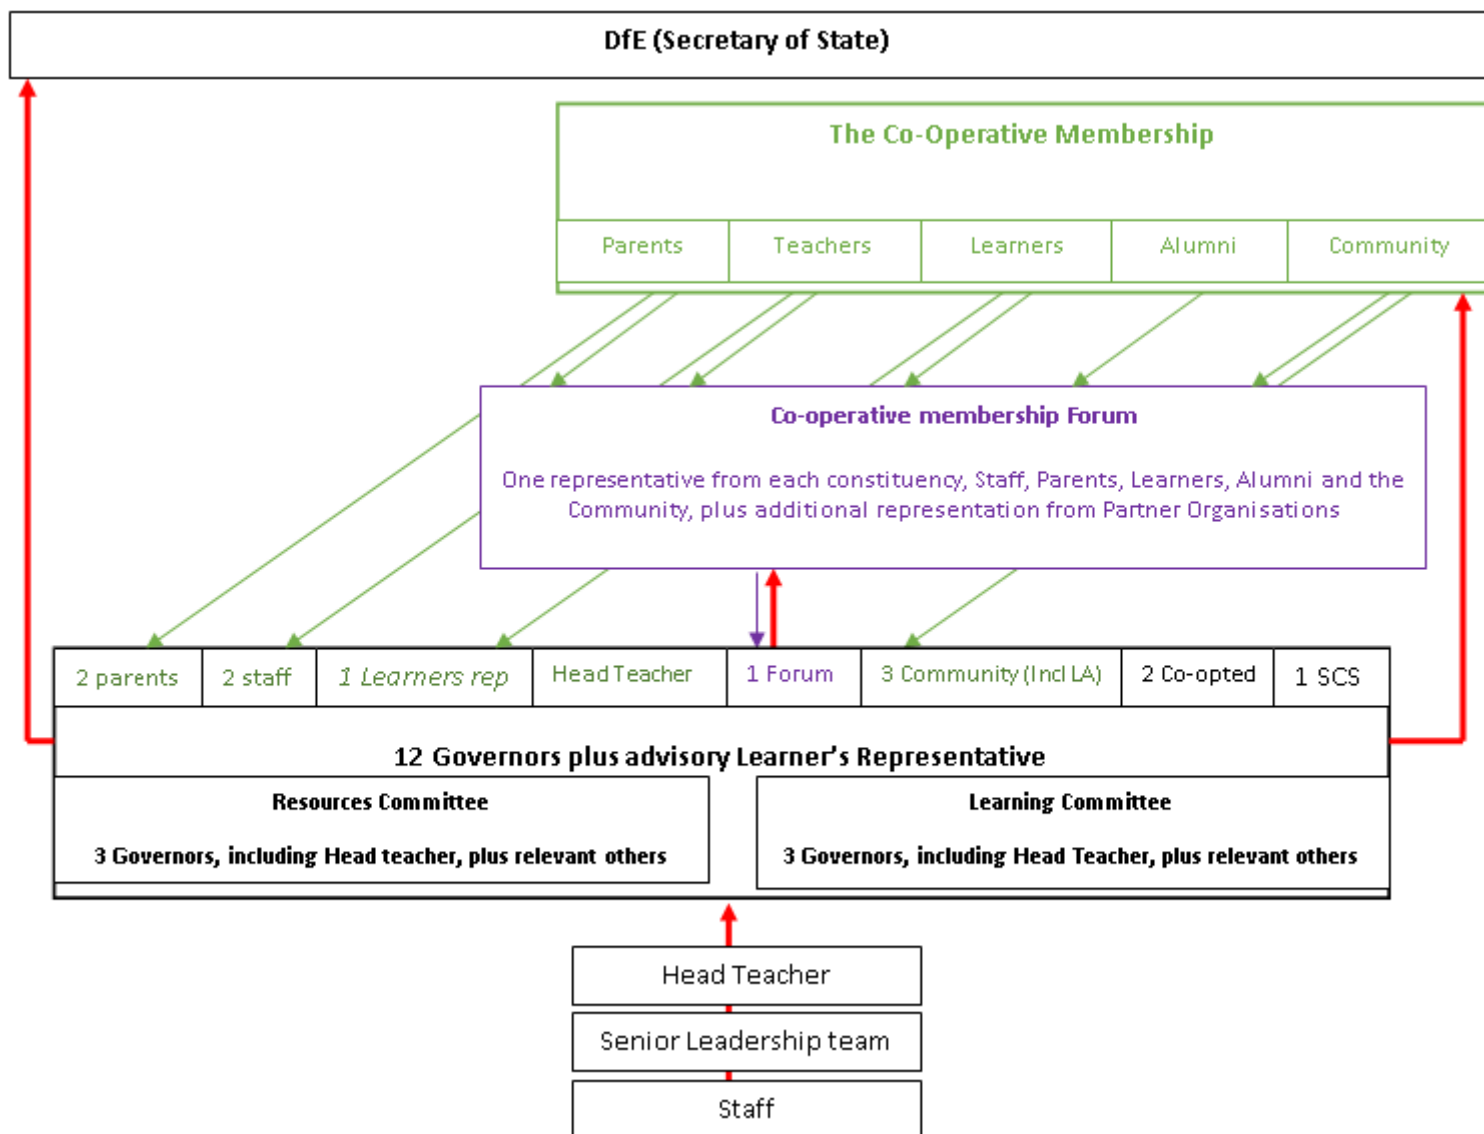 DfE (Secretary of State)
The Co-Operative Membership
Parents
Teachers
Learners
Alumni
Community
Co-operative membership Forum
One representative from each constituency, Staff, Parents, Learners, Alumni and the
Community, plus additional representation from Partner Organisations
2 parents
2 staff
1 Learners rep
Head Teacher
1 Forum
3 Community (Incl LA)
2 Co-opted
1 SCS
12 Governors plus advisory Learner's Representative
Resources Committee
3 Governors, including Head teacher, plus relevant others
Learning Committee
3 Governors, including Head Teacher, plus relevant others
Head Teacher
Senior Leadership team
Staff